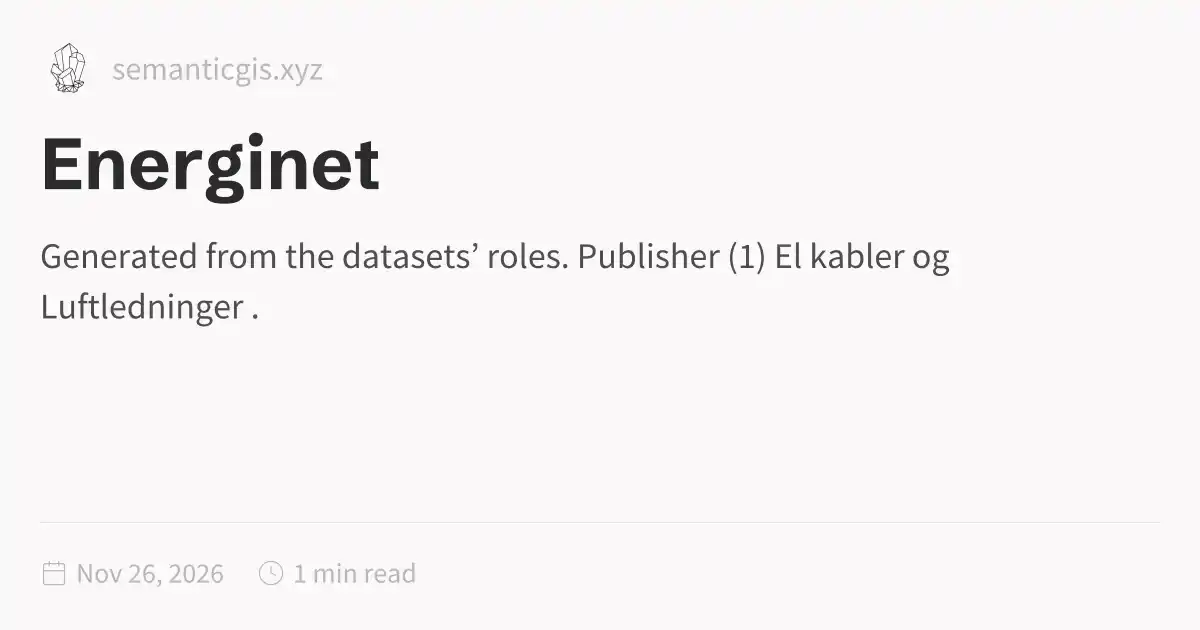 semanticgis.xyz
Energinet
Generated from the datasets’ roles. Publisher (1) El kabler og
Luftledninger .
Nov 26, 2026
1 min read